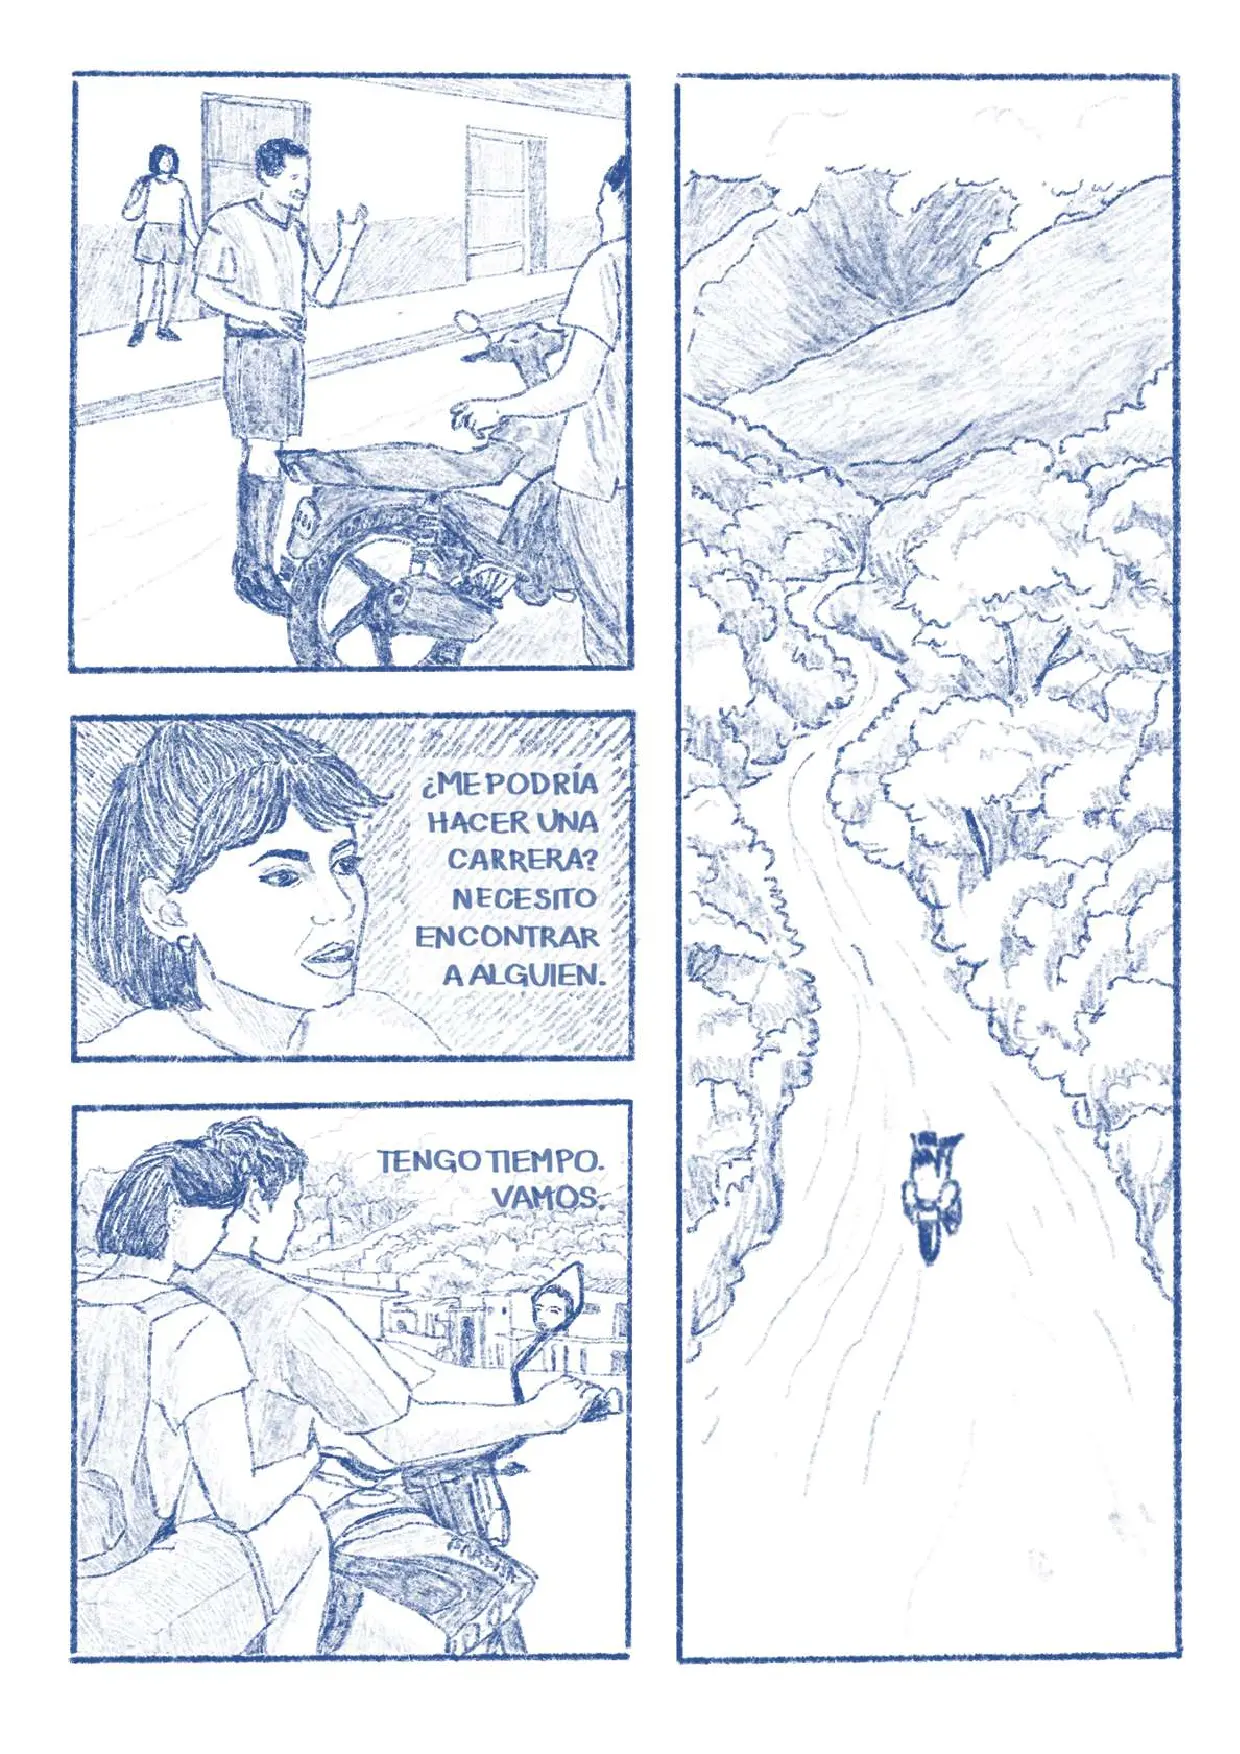 ¿ME PODRÍA
HACER UNA
CARRERA?
NECESITO
ENCONTRAR
A ALGUIEN.
TENGO TIEMPO.
VAMOS.